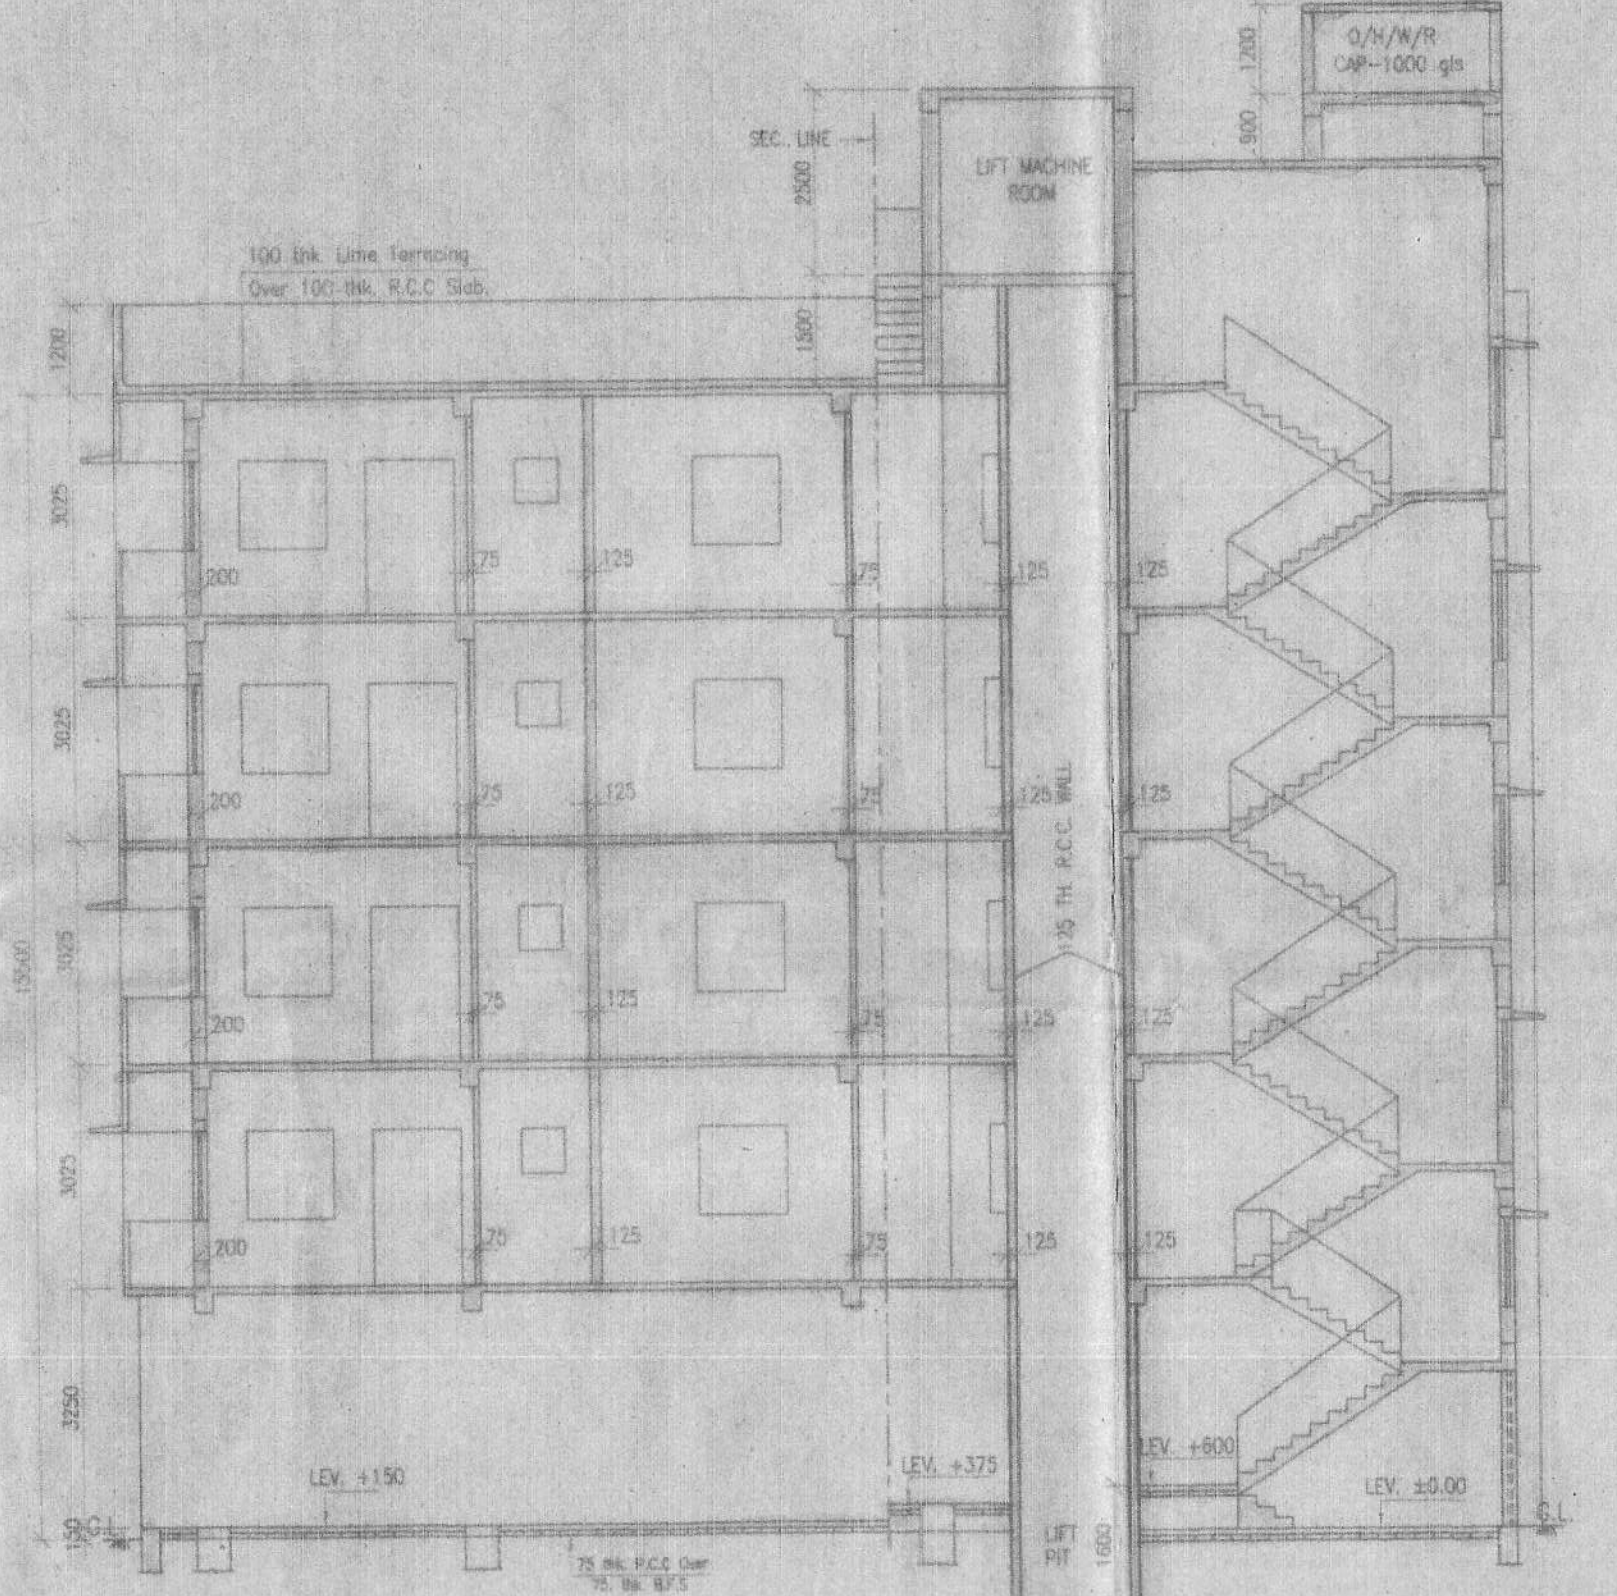 O/H/W/R
CAP-1000 gls
1200
900
SEC. LINE
LIFT MACHINE
ROOM
2500
100 thk. Lime Terracing
Over 100 thk. R.C.C Slab.
1200
1800
3025
200
75
125
75
125
125
3025
200
75
125
75
125
125
125 TH. R.C.C. WALL
15500
3025
200
75
125
75
125
125
3025
200
75
125
75
125
125
3250
LEV. +150
LEV. +375
LEV. +600
LEV. ±0.00
G.L.
G.L.
150
LIFT
PIT
1600
75 thk. P.C.C Over
75. thk. B.F.S